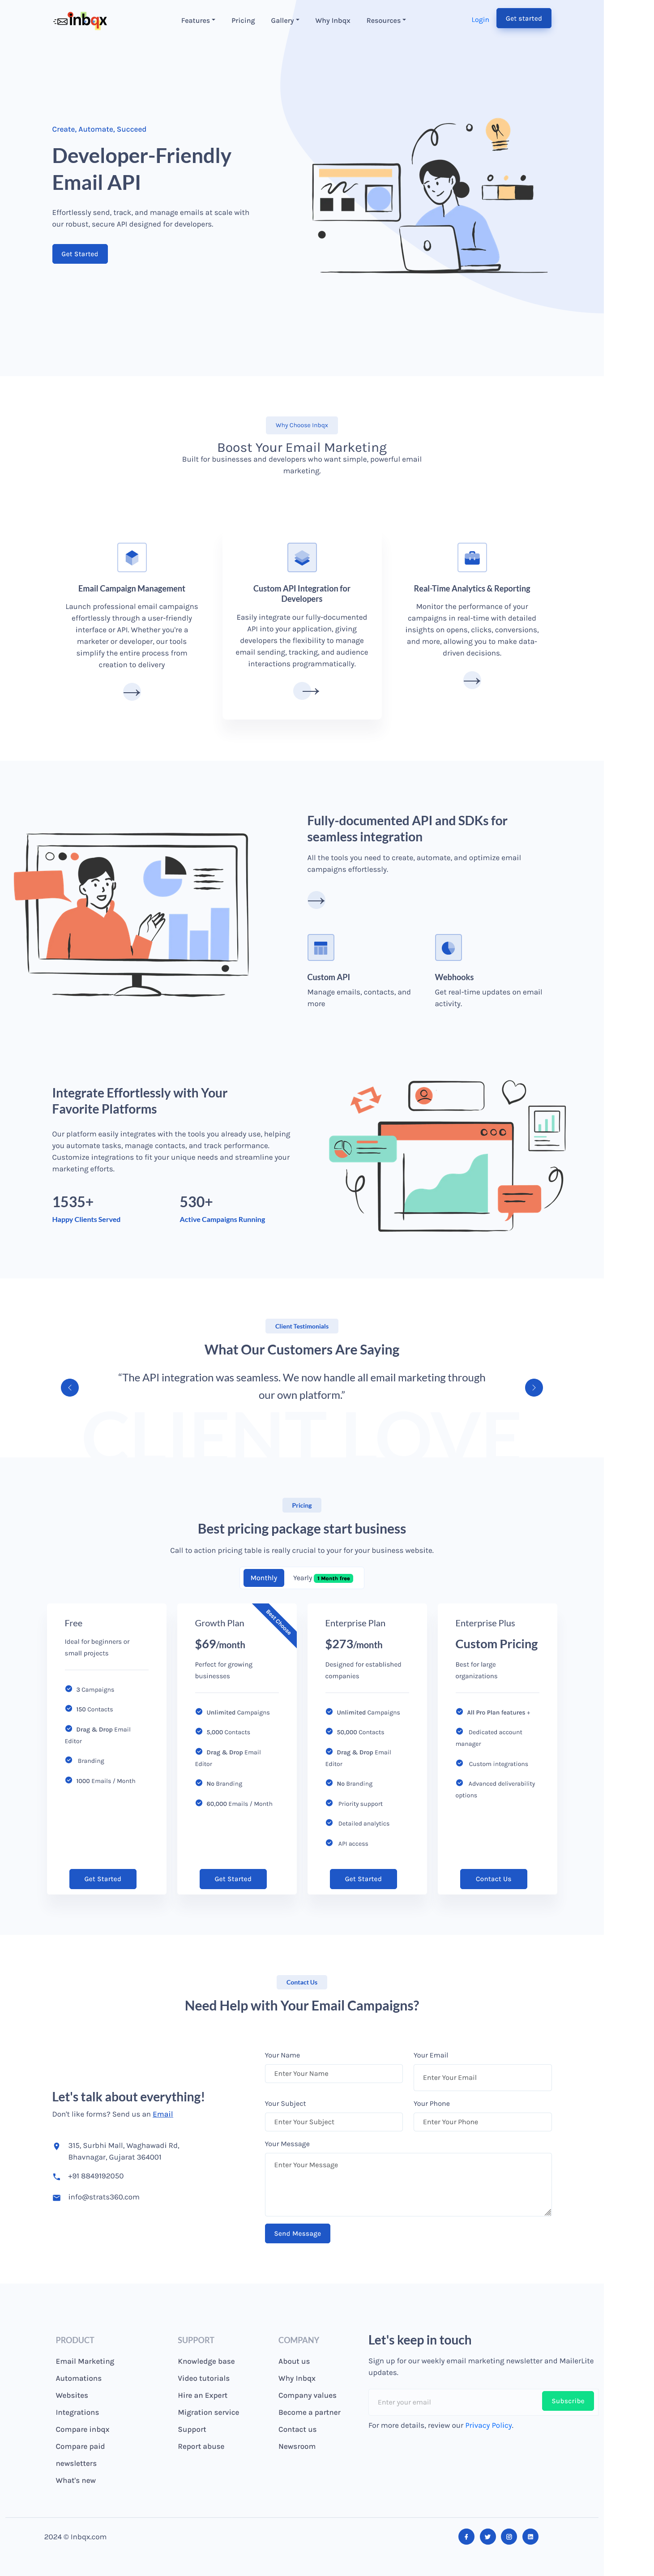 inbqx
Features
Pricing
Gallery
Why Inbqx
Resources
Login
Get started
Create, Automate, Succeed
Developer-Friendly
Email API
Effortlessly send, track, and manage emails at scale with
our robust, secure API designed for developers.
Get Started
Why Choose Inbqx
Boost Your Email Marketing
Built for businesses and developers who want simple, powerful email
marketing.
Email Campaign Management
Launch professional email campaigns
effortlessly through a user-friendly
interface or API. Whether you're a
marketer or developer, our tools
simplify the entire process from
creation to delivery
Custom API Integration for
Developers
Easily integrate our fully-documented
API into your application, giving
developers the flexibility to manage
email sending, tracking, and audience
interactions programmatically.
Real-Time Analytics & Reporting
Monitor the performance of your
campaigns in real-time with detailed
insights on opens, clicks, conversions,
and more, allowing you to make data-
driven decisions.
Fully-documented API and SDKs for
seamless integration
All the tools you need to create, automate, and optimize email
campaigns effortlessly.
Custom API
Manage emails, contacts, and
more
Webhooks
Get real-time updates on email
activity.
Integrate Effortlessly with Your
Favorite Platforms
Our platform easily integrates with the tools you already use, helping
you automate tasks, manage contacts, and track performance.
Customize integrations to fit your unique needs and streamline your
marketing efforts.
1535+
Happy Clients Served
530+
Active Campaigns Running
Client Testimonials
What Our Customers Are Saying
“The API integration was seamless. We now handle all email marketing through
our own platform.”
CLIENT LOVE
Pricing
Best pricing package start business
Call to action pricing table is really crucial to your for your business website.
Monthly
Yearly 1 Month free
Free
Ideal for beginners or
small projects
3 Campaigns
150 Contacts
Drag & Drop Email
Editor
Branding
1000 Emails / Month
Get Started
Best Choose
Growth Plan
$69/month
Perfect for growing
businesses
Unlimited Campaigns
5,000 Contacts
Drag & Drop Email
Editor
No Branding
60,000 Emails / Month
Get Started
Enterprise Plan
$273/month
Designed for established
companies
Unlimited Campaigns
50,000 Contacts
Drag & Drop Email
Editor
No Branding
Priority support
Detailed analytics
API access
Get Started
Enterprise Plus
Custom Pricing
Best for large
organizations
All Pro Plan features +
Dedicated account
manager
Custom integrations
Advanced deliverability
options
Contact Us
Contact Us
Need Help with Your Email Campaigns?
Let's talk about everything!
Don't like forms? Send us an Email
315, Surbhi Mall, Waghawadi Rd,
Bhavnagar, Gujarat 364001
+91 8849192050
info@strats360.com
Your Name
Enter Your Name
Your Email
Enter Your Email
Your Subject
Enter Your Subject
Your Phone
Enter Your Phone
Your Message
Enter Your Message
Send Message
PRODUCT
Email Marketing
Automations
Websites
Integrations
Compare inbqx
Compare paid
newsletters
What's new
SUPPORT
Knowledge base
Video tutorials
Hire an Expert
Migration service
Support
Report abuse
COMPANY
About us
Why Inbqx
Company values
Become a partner
Contact us
Newsroom
Let's keep in touch
Sign up for our weekly email marketing newsletter and MailerLite
updates.
Enter your email
Subscribe
For more details, review our Privacy Policy.
2024 © Inbqx.com